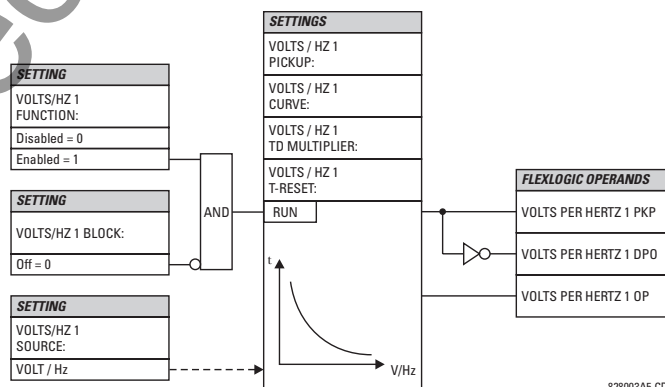 SETTING
VOLTS/HZ 1
FUNCTION:
Disabled = 0
Enabled = 1
SETTING
VOLTS/HZ 1 BLOCK:
Off = 0
SETTING
VOLTS/HZ 1
SOURCE:
VOLT / Hz
AND
SETTINGS
VOLTS / HZ 1
PICKUP:
VOLTS / HZ 1
CURVE:
VOLTS / HZ 1
TD MULTIPLIER:
VOLTS / HZ 1
T-RESET:
RUN
t
V/Hz
FLEXLOGIC OPERANDS
VOLTS PER HERTZ 1 PKP
VOLTS PER HERTZ 1 DPO
VOLTS PER HERTZ 1 OP